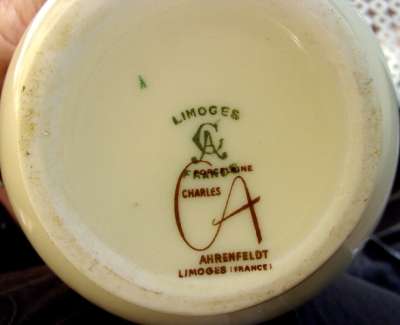 LIMOGES
CA
FRANCE
PORCELAINE
CHARLES
CA
AHRENFELDT
LIMOGES (FRANCE)